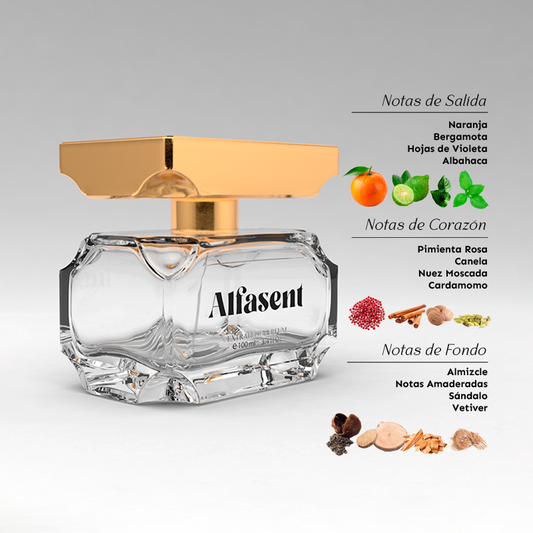 Notas de Salida
Naranja
Bergamota
Hojas de Violeta
Albahaca
Notas de Corazón
Pimienta Rosa
Canela
Nuez Moscada
Cardamomo
Notas de Fondo
Almizcle
Notas Amaderadas
Sándalo
Vetiver
Alfasent
100ml